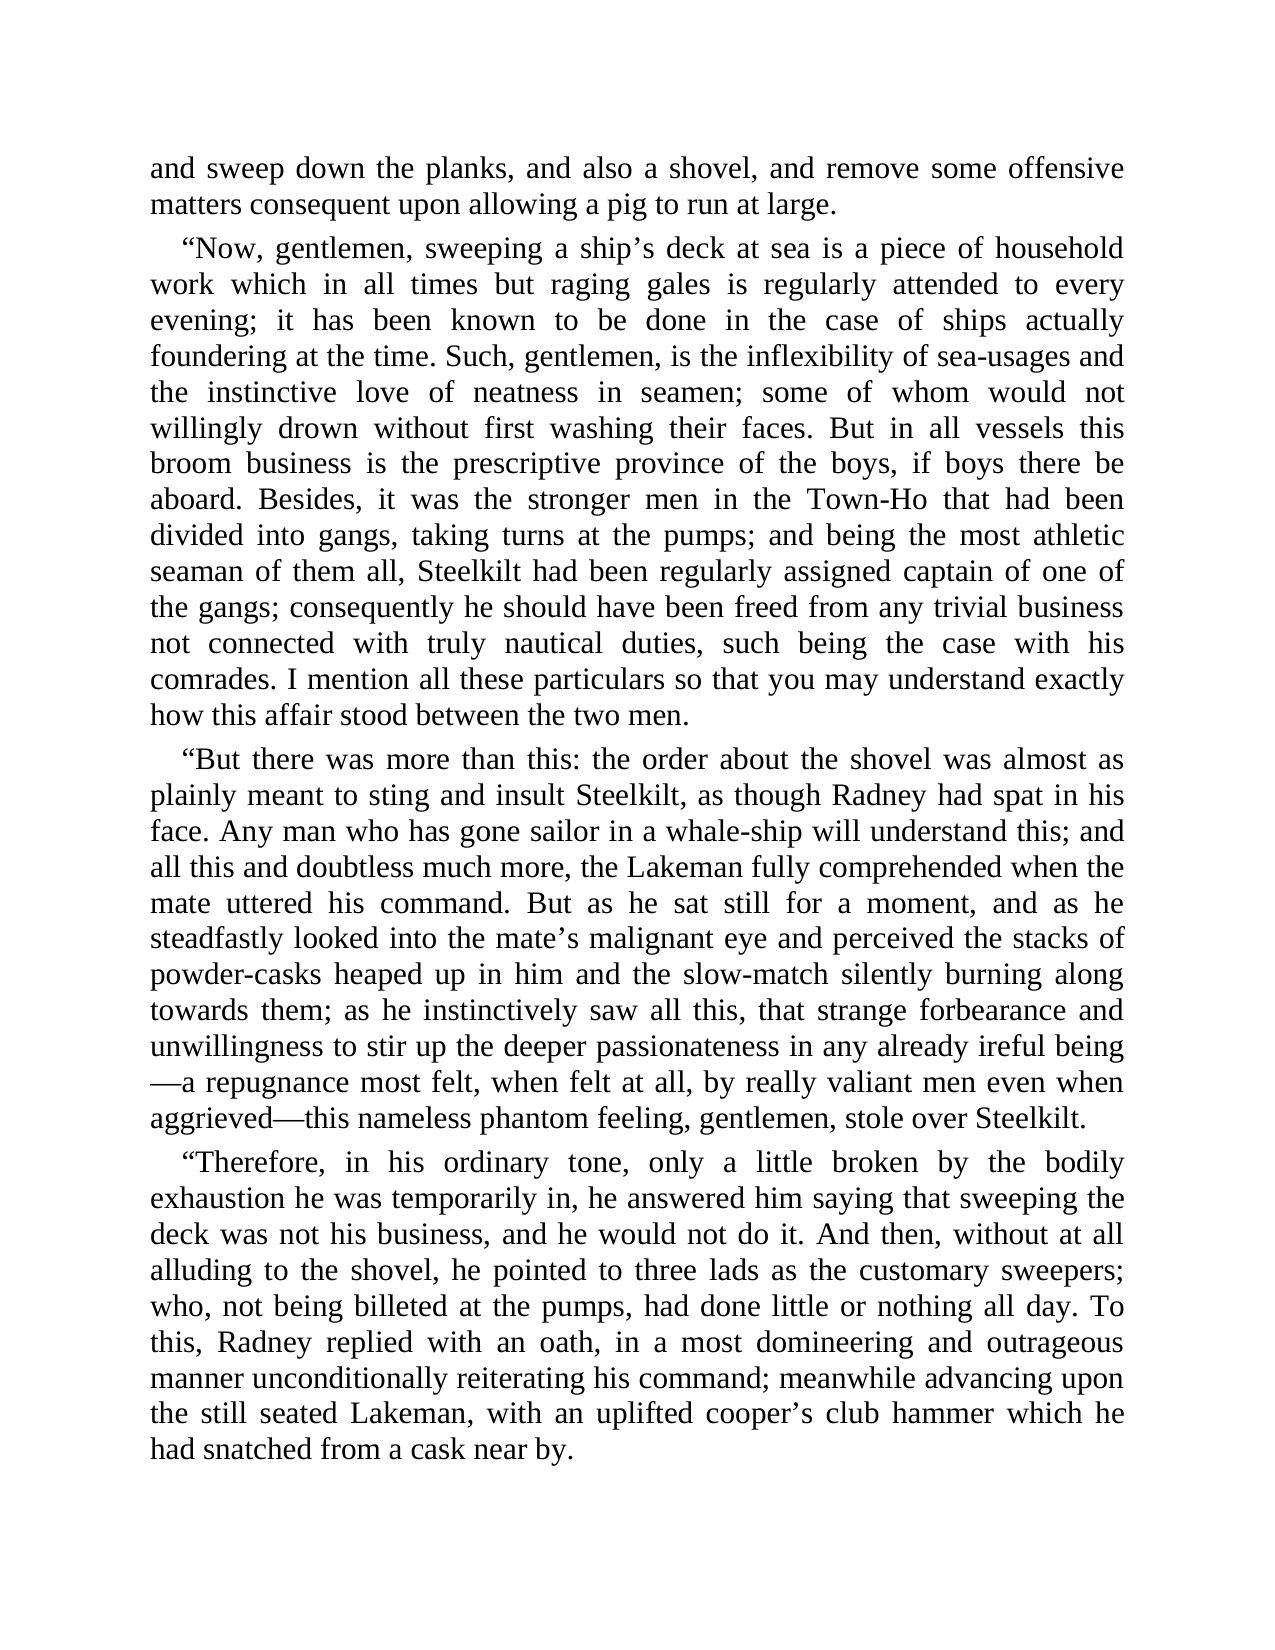 and sweep down the planks, and also a shovel, and remove some offensive
matters consequent upon allowing a pig to run at large.
“Now, gentlemen, sweeping a ship’s deck at sea is a piece of household
work which in all times but raging gales is regularly attended to every
evening; it has been known to be done in the case of ships actually
foundering at the time. Such, gentlemen, is the inflexibility of sea-usages and
the instinctive love of neatness in seamen; some of whom would not
willingly drown without first washing their faces. But in all vessels this
broom business is the prescriptive province of the boys, if boys there be
aboard. Besides, it was the stronger men in the Town-Ho that had been
divided into gangs, taking turns at the pumps; and being the most athletic
seaman of them all, Steelkilt had been regularly assigned captain of one of
the gangs; consequently he should have been freed from any trivial business
not connected with truly nautical duties, such being the case with his
comrades. I mention all these particulars so that you may understand exactly
how this affair stood between the two men.
“But there was more than this: the order about the shovel was almost as
plainly meant to sting and insult Steelkilt, as though Radney had spat in his
face. Any man who has gone sailor in a whale-ship will understand this; and
all this and doubtless much more, the Lakeman fully comprehended when the
mate uttered his command. But as he sat still for a moment, and as he
steadfastly looked into the mate’s malignant eye and perceived the stacks of
powder-casks heaped up in him and the slow-match silently burning along
towards them; as he instinctively saw all this, that strange forbearance and
unwillingness to stir up the deeper passionateness in any already ireful being
—a repugnance most felt, when felt at all, by really valiant men even when
aggrieved—this nameless phantom feeling, gentlemen, stole over Steelkilt.
“Therefore, in his ordinary tone, only a little broken by the bodily
exhaustion he was temporarily in, he answered him saying that sweeping the
deck was not his business, and he would not do it. And then, without at all
alluding to the shovel, he pointed to three lads as the customary sweepers;
who, not being billeted at the pumps, had done little or nothing all day. To
this, Radney replied with an oath, in a most domineering and outrageous
manner unconditionally reiterating his command; meanwhile advancing upon
the still seated Lakeman, with an uplifted cooper’s club hammer which he
had snatched from a cask near by.